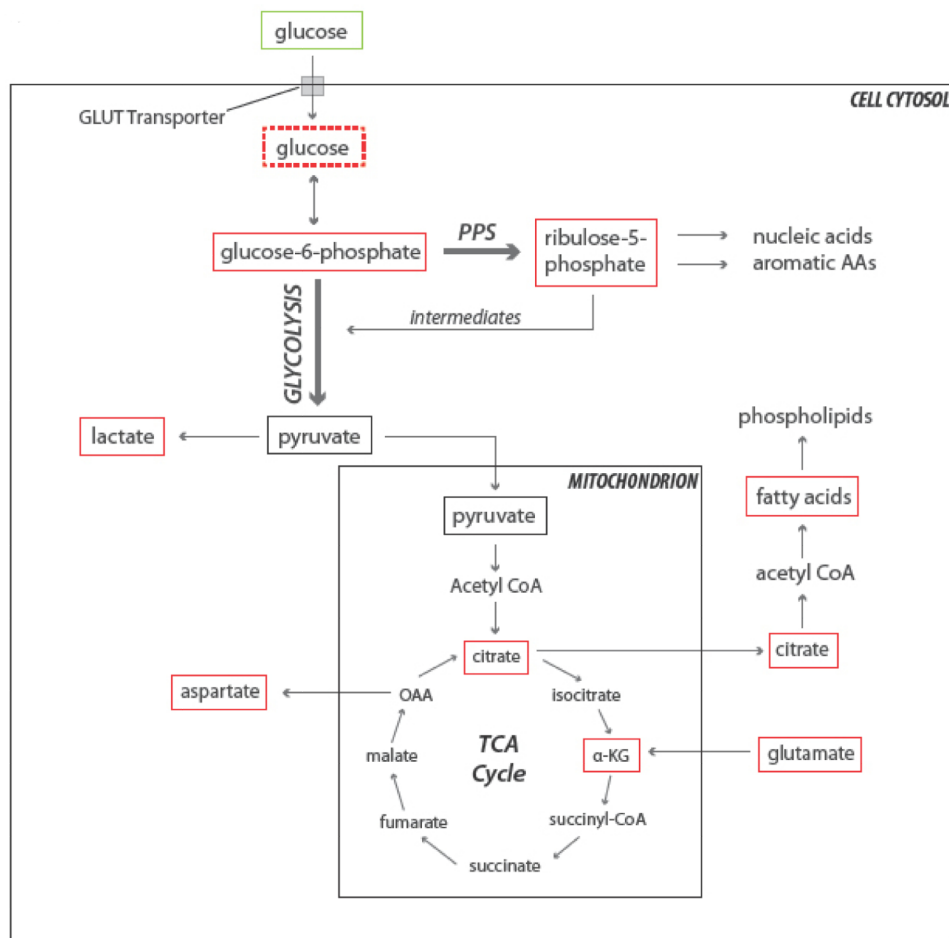 glucose
CELL CYTOSOL
GLUT Transporter
glucose
glucose-6-phosphate
PPS
ribulose-5-
phosphate
nucleic acids
aromatic AAs
intermediates
GLYCOLYSIS
lactate
pyruvate
phospholipids
MITOCHONDRION
fatty acids
pyruvate
acetyl CoA
Acetyl CoA
citrate
citrate
aspartate
OAA
isocitrate
TCA
Cycle
malate
α-KG
glutamate
fumarate
succinyl-CoA
succinate